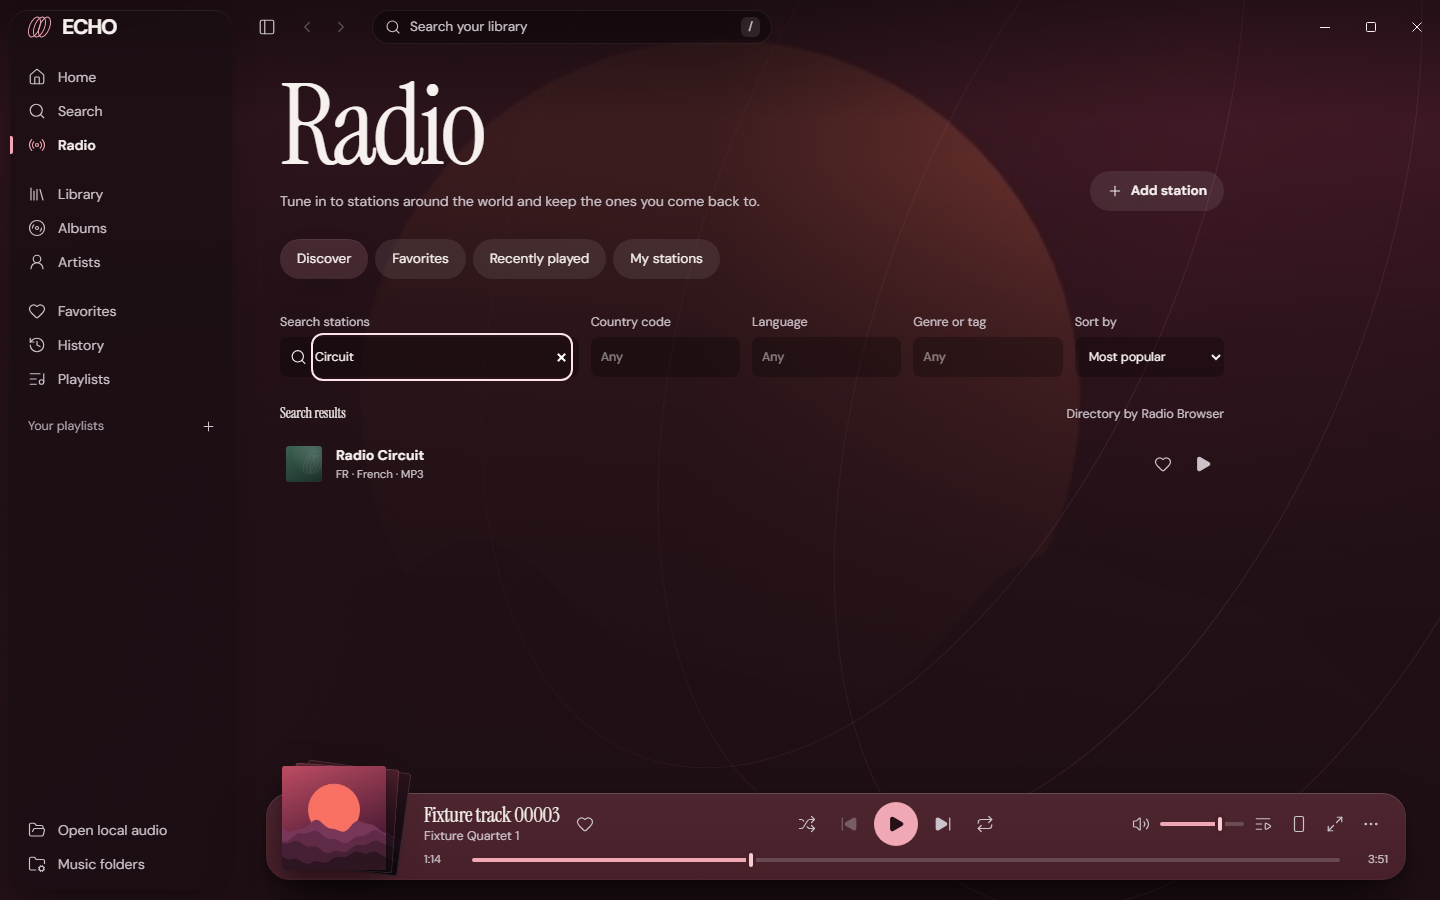 ECHO
Search your library /
Home
Search
Radio
Library
Albums
Artists
Favorites
History
Playlists
Your playlists
Open local audio
Music folders
Radio
Tune in to stations around the world and keep the ones you come back to.
Add station
Discover Favorites Recently played My stations
Search stations Country code Language Genre or tag Sort by
Circuit Any Any Any Most popular
Search results Directory by Radio Browser
Radio Circuit
FR · French · MP3
Fixture track 00003
Fixture Quartet 1
1:14 3:51